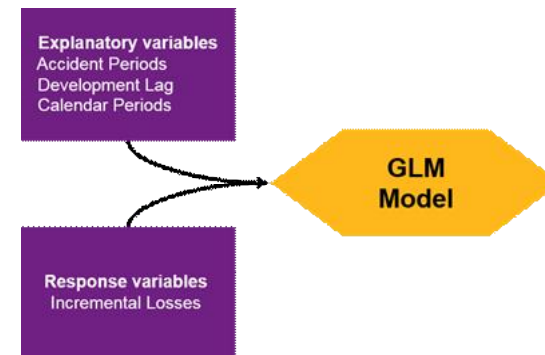 Explanatory variables
Accident Periods
Development Lag
Calendar Periods
GLM
Model
Response variables
Incremental Losses